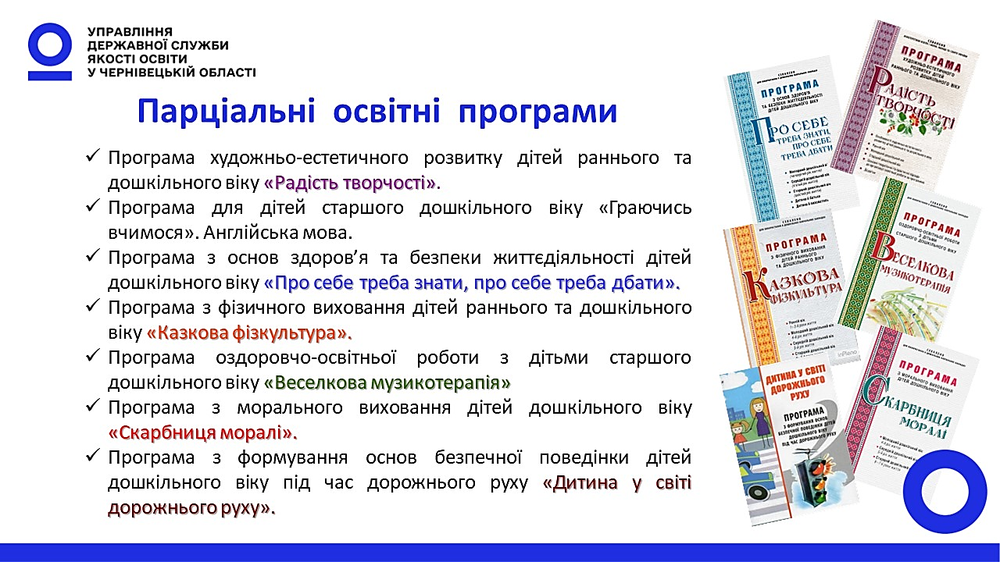 УПРАВЛІННЯ
ДЕРЖАВНОЇ СЛУЖБИ
ЯКОСТІ ОСВІТИ
У ЧЕРНІВЕЦЬКІЙ ОБЛАСТІ
Парціальні освітні програми
✓ Програма художньо-естетичного розвитку дітей раннього та
дошкільного віку «Радість творчості».
✓ Програма для дітей старшого дошкільного віку «Граючись
вчимося». Англійська мова.
✓ Програма з основ здоров’я та безпеки життєдіяльності дітей
дошкільного віку «Про себе треба знати, про себе треба дбати».
✓ Програма з фізичного виховання дітей раннього та дошкільного
віку «Казкова фізкультура».
✓ Програма оздоровчо-освітньої роботи з дітьми старшого
дошкільного віку «Веселкова музикотерапія»
✓ Програма з морального виховання дітей дошкільного віку
«Скарбниця моралі».
✓ Програма з формування основ безпечної поведінки дітей
дошкільного віку під час дорожнього руху «Дитина у світі
дорожнього руху».
ПРОГРАМА
ХУДОЖНЬО-ЕСТЕТИЧНОГО
РОЗВИТКУ ДІТЕЙ
РАННЬОГО ТА ДОШКІЛЬНОГО ВІКУ
РАДІСТЬ
ТВОРЧОСТІ
ПРОГРАМА
З ОСНОВ ЗДОРОВ'Я
ТА БЕЗПЕКИ ЖИТТЄДІЯЛЬНОСТІ
ДІТЕЙ ДОШКІЛЬНОГО ВІКУ
ПРО СЕБЕ
ТРЕБА ЗНАТИ,
ПРО СЕБЕ
ТРЕБА ДБАТИ
ПРОГРАМА
ОЗДОРОВЧО-ОСВІТНЬОЇ РОБОТИ
З ДІТЬМИ
СТАРШОГО ДОШКІЛЬНОГО ВІКУ
ВЕСЕЛКОВА
МУЗИКОТЕРАПІЯ
ПРОГРАМА
З ФІЗИЧНОГО ВИХОВАННЯ
ДІТЕЙ РАННЬОГО
ТА ДОШКІЛЬНОГО ВІКУ
КАЗКОВА
ФІЗКУЛЬТУРА
ПРОГРАМА
З МОРАЛЬНОГО ВИХОВАННЯ
ДІТЕЙ ДОШКІЛЬНОГО ВІКУ
СКАРБНИЦЯ
МОРАЛІ
ДИТИНА У СВІТІ
ДОРОЖНЬОГО
РУХУ
ПРОГРАМА
З ФОРМУВАННЯ ОСНОВ
БЕЗПЕЧНОЇ ПОВЕДІНКИ ДІТЕЙ
ДОШКІЛЬНОГО ВІКУ
ПІД ЧАС ДОРОЖНЬОГО РУХУ